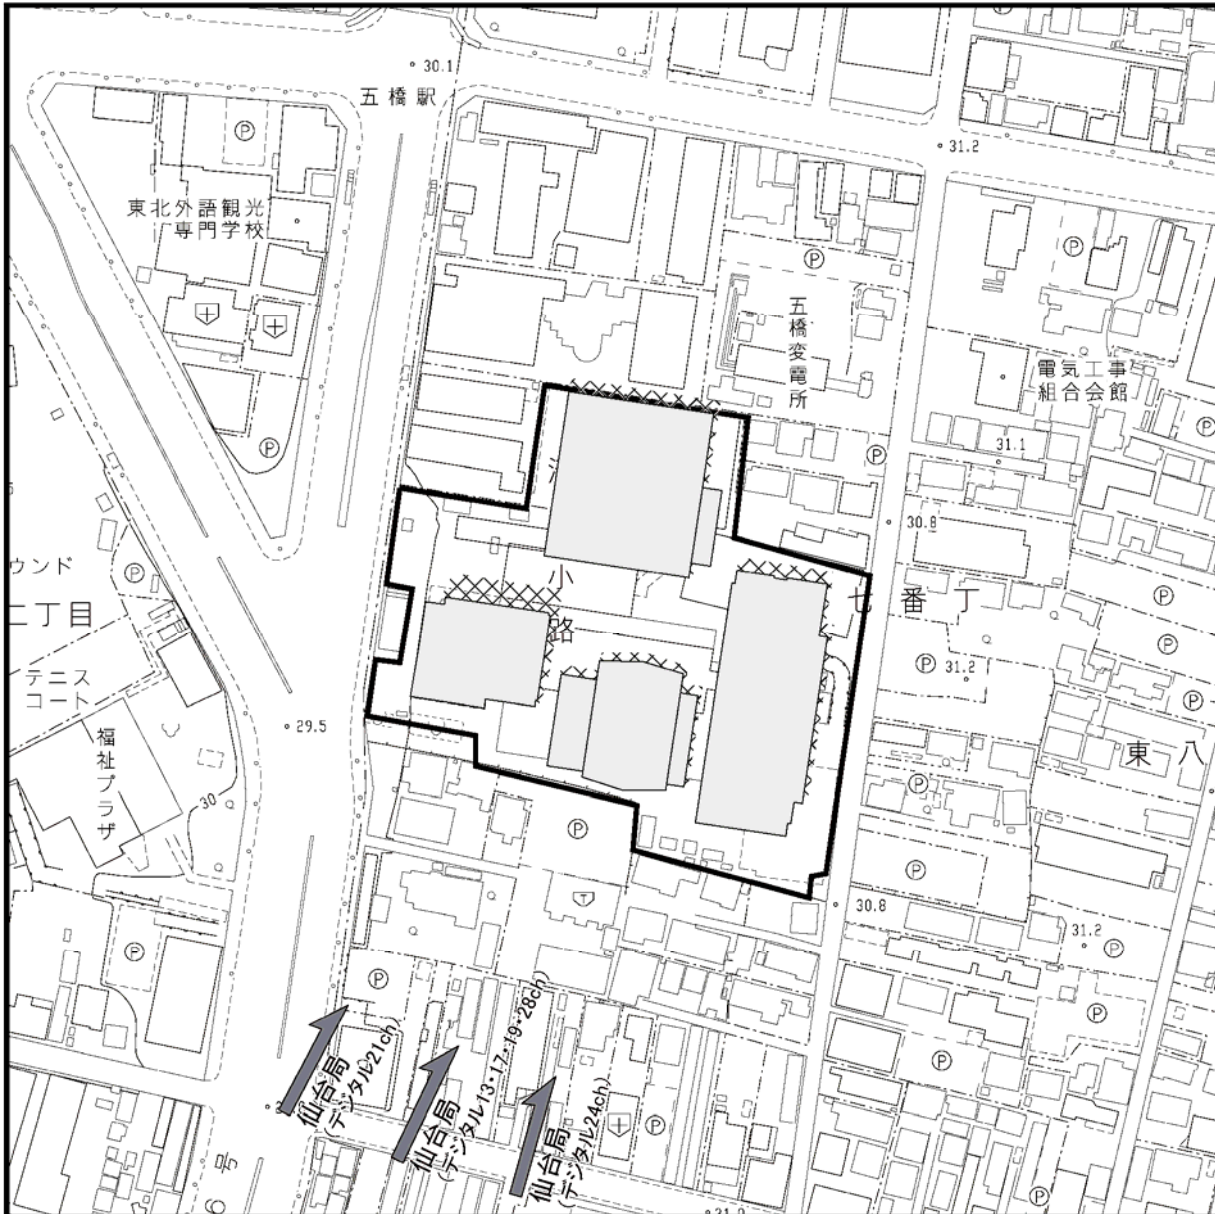 30.1
五橋駅
31.2
東北外語観光
専門学校
五橋変電所
電気工事
組合会館
31.1
30.8
小路
七番丁
ウンド
二丁目
31.2
テニス
コート
29.5
福祉プラザ
30
東八
30.8
31.2
仙台局
(デジタル21ch)
仙台局
(デジタル13・17・19・28ch)
仙台局
(デジタル24ch)
6号